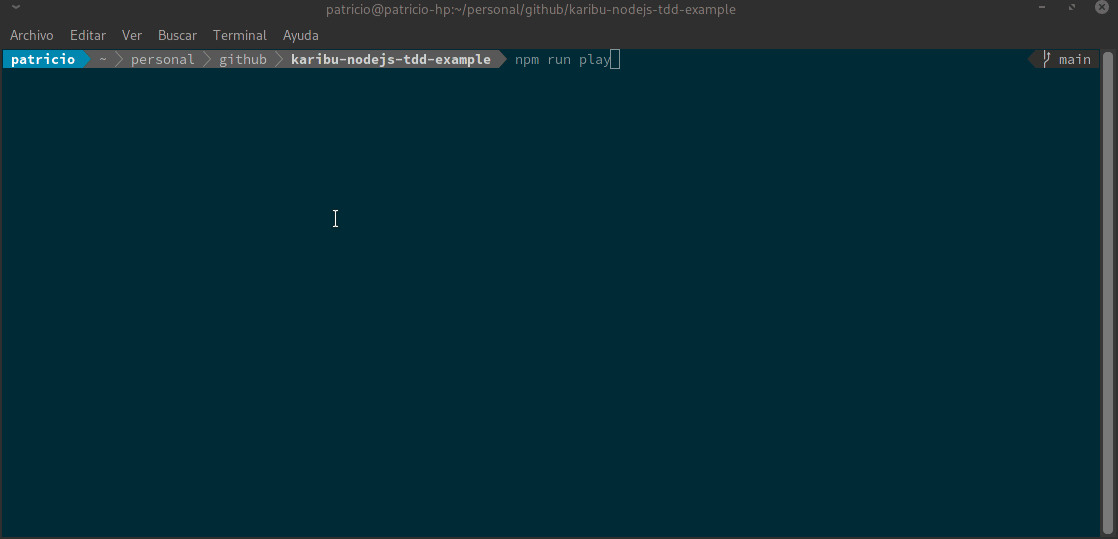 patricio@patricio-hp:~/personal/github/karibu-nodejs-tdd-example
Archivo Editar Ver Buscar Terminal Ayuda
patricio ~ personal github karibu-nodejs-tdd-example npm run play main